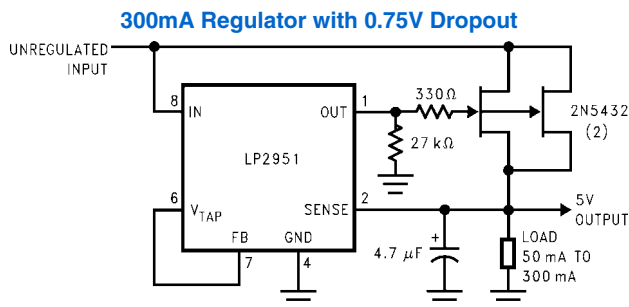 300mA Regulator with 0.75V Dropout
UNREGULATED
INPUT
8
IN
OUT
1
330Ω
2N5432
(2)
27 kΩ
LP2951
6
V_TAP
SENSE
2
5V
OUTPUT
FB
GND
7
4
+
4.7 μF
LOAD
50 mA TO
300 mA